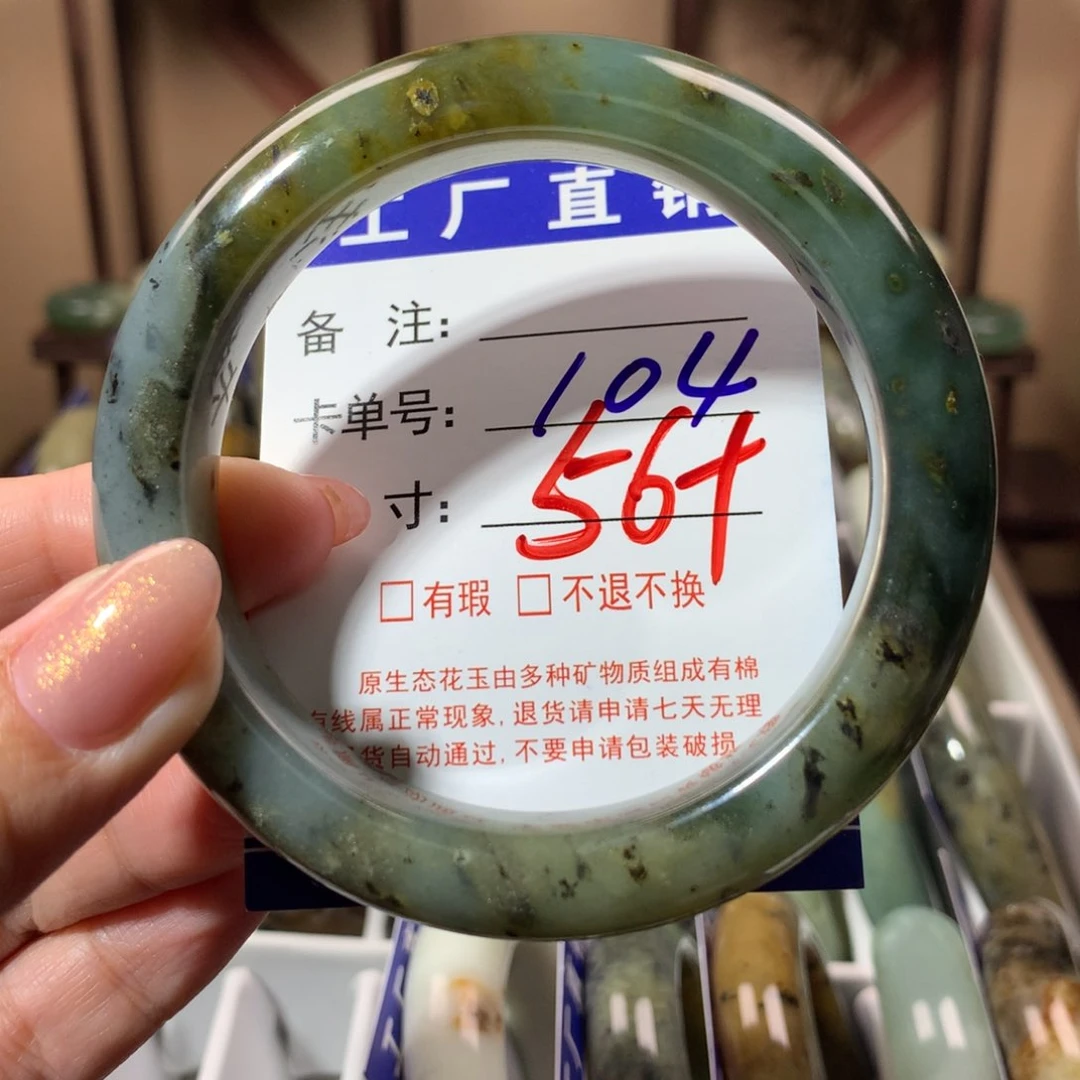 工厂直销
备 注:
卡单号: 104
寸: 56+
□有瑕 □不退不换
原生态花玉由多种矿物质组成有棉
有线属正常现象,退货请申请七天无理
货自动通过,不要申请包装破损